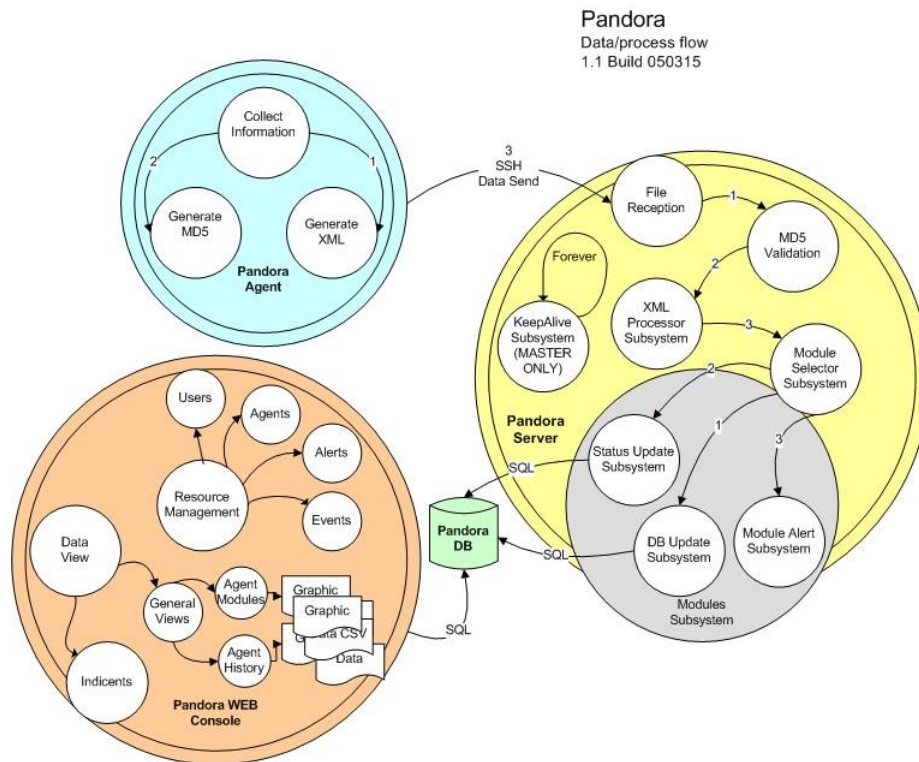 Pandora
Data/process flow
1.1 Build 050315
Collect
Information
2
1
Generate
MD5
Generate
XML
Pandora
Agent
3
SSH
Data Send
File
Reception
1
MD5
Validation
2
Forever
KeepAlive
Subsystem
(MASTER
ONLY)
XML
Processor
Subsystem
3
Module
Selector
Subsystem
2
1
3
Pandora
Server
Status Update
Subsystem
SQL
DB Update
Subsystem
SQL
Module Alert
Subsystem
Modules
Subsystem
Pandora
DB
SQL
Users
Agents
Alerts
Resource
Management
Events
Data
View
General
Views
Agent
Modules
Agent
History
Graphic
Graphic
G
Data CSV
Data
Indicents
Pandora WEB
Console